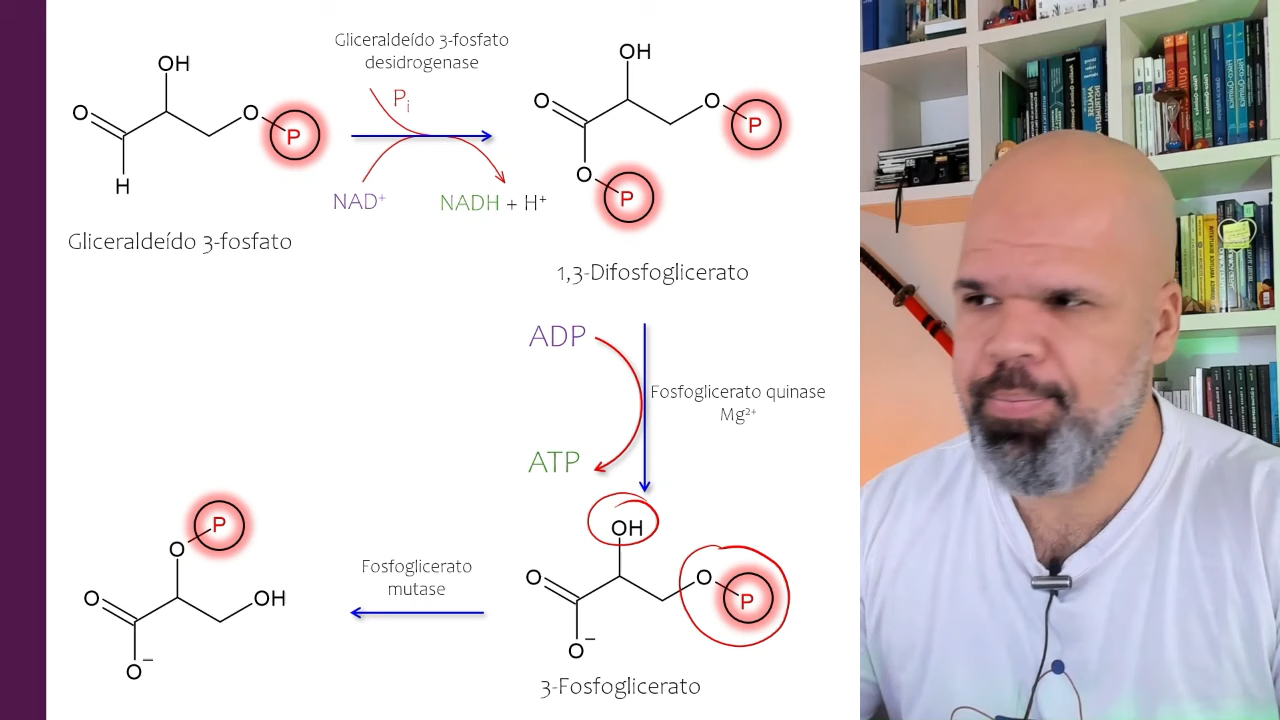 Gliceraldeído 3-fosfato
desidrogenase
OH
O
O
P
H
Pi
NAD⁺
NADH + H⁺
Gliceraldeído 3-fosfato
OH
O
O
P
O
P
1,3-Difosfoglicerato
ADP
Fosfoglicerato quinase
Mg²⁺
ATP
P
O
O
OH
O⁻
Fosfoglicerato
mutase
OH
O
O
P
O⁻
3-Fosfoglicerato